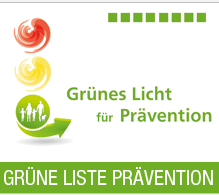 Grünes Licht
für Prävention
GRÜNE LISTE PRÄVENTION